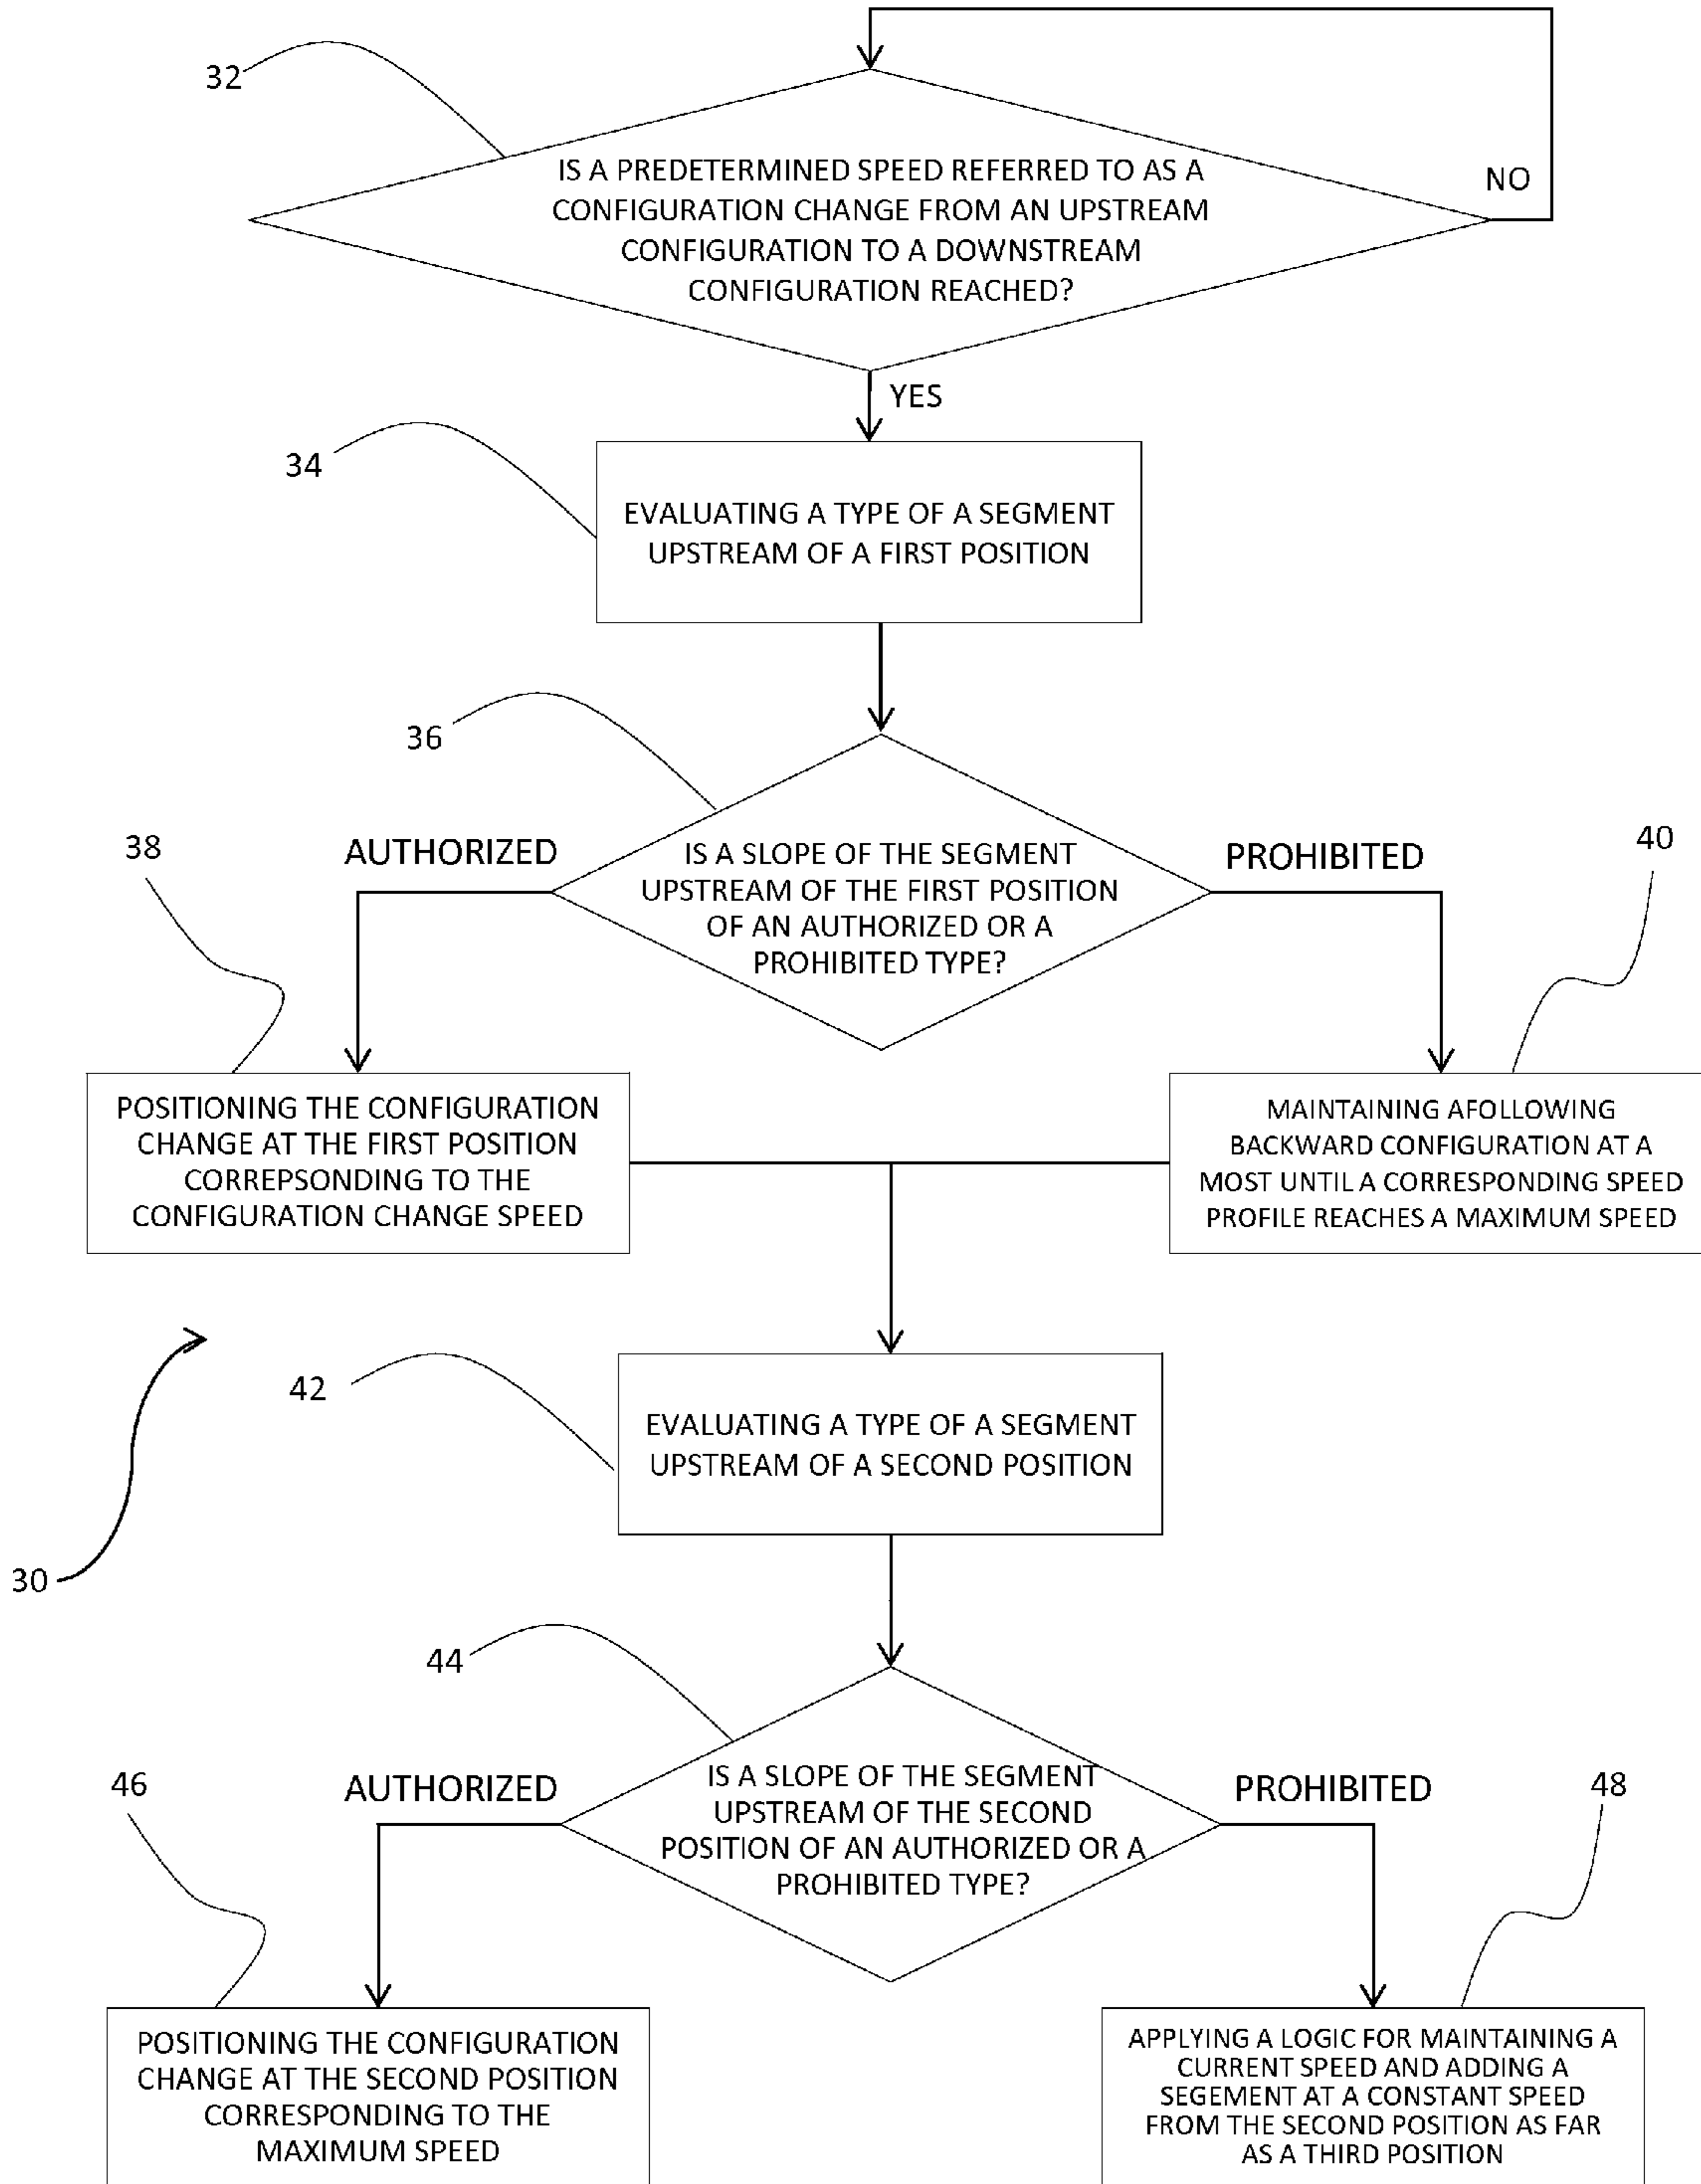 32
IS A PREDETERMINED SPEED REFERRED TO AS A
CONFIGURATION CHANGE FROM AN UPSTREAM
CONFIGURATION TO A DOWNSTREAM
CONFIGURATION REACHED?
NO
YES
34
EVALUATING A TYPE OF A SEGMENT
UPSTREAM OF A FIRST POSITION
36
38
AUTHORIZED
IS A SLOPE OF THE SEGMENT
UPSTREAM OF THE FIRST POSITION
OF AN AUTHORIZED OR A
PROHIBITED TYPE?
PROHIBITED
40
POSITIONING THE CONFIGURATION
CHANGE AT THE FIRST POSITION
CORREPSONDING TO THE
CONFIGURATION CHANGE SPEED
MAINTAINING AFOLLOWING
BACKWARD CONFIGURATION AT A
MOST UNTIL A CORRESPONDING SPEED
PROFILE REACHES A MAXIMUM SPEED
42
EVALUATING A TYPE OF A SEGMENT
UPSTREAM OF A SECOND POSITION
30
44
46
AUTHORIZED
IS A SLOPE OF THE SEGMENT
UPSTREAM OF THE SECOND
POSITION OF AN AUTHORIZED OR A
PROHIBITED TYPE?
PROHIBITED
48
POSITIONING THE CONFIGURATION
CHANGE AT THE SECOND POSITION
CORRESPONDING TO THE
MAXIMUM SPEED
APPLYING A LOGIC FOR MAINTAINING A
CURRENT SPEED AND ADDING A
SEGEMENT AT A CONSTANT SPEED
FROM THE SECOND POSITION AS FAR
AS A THIRD POSITION